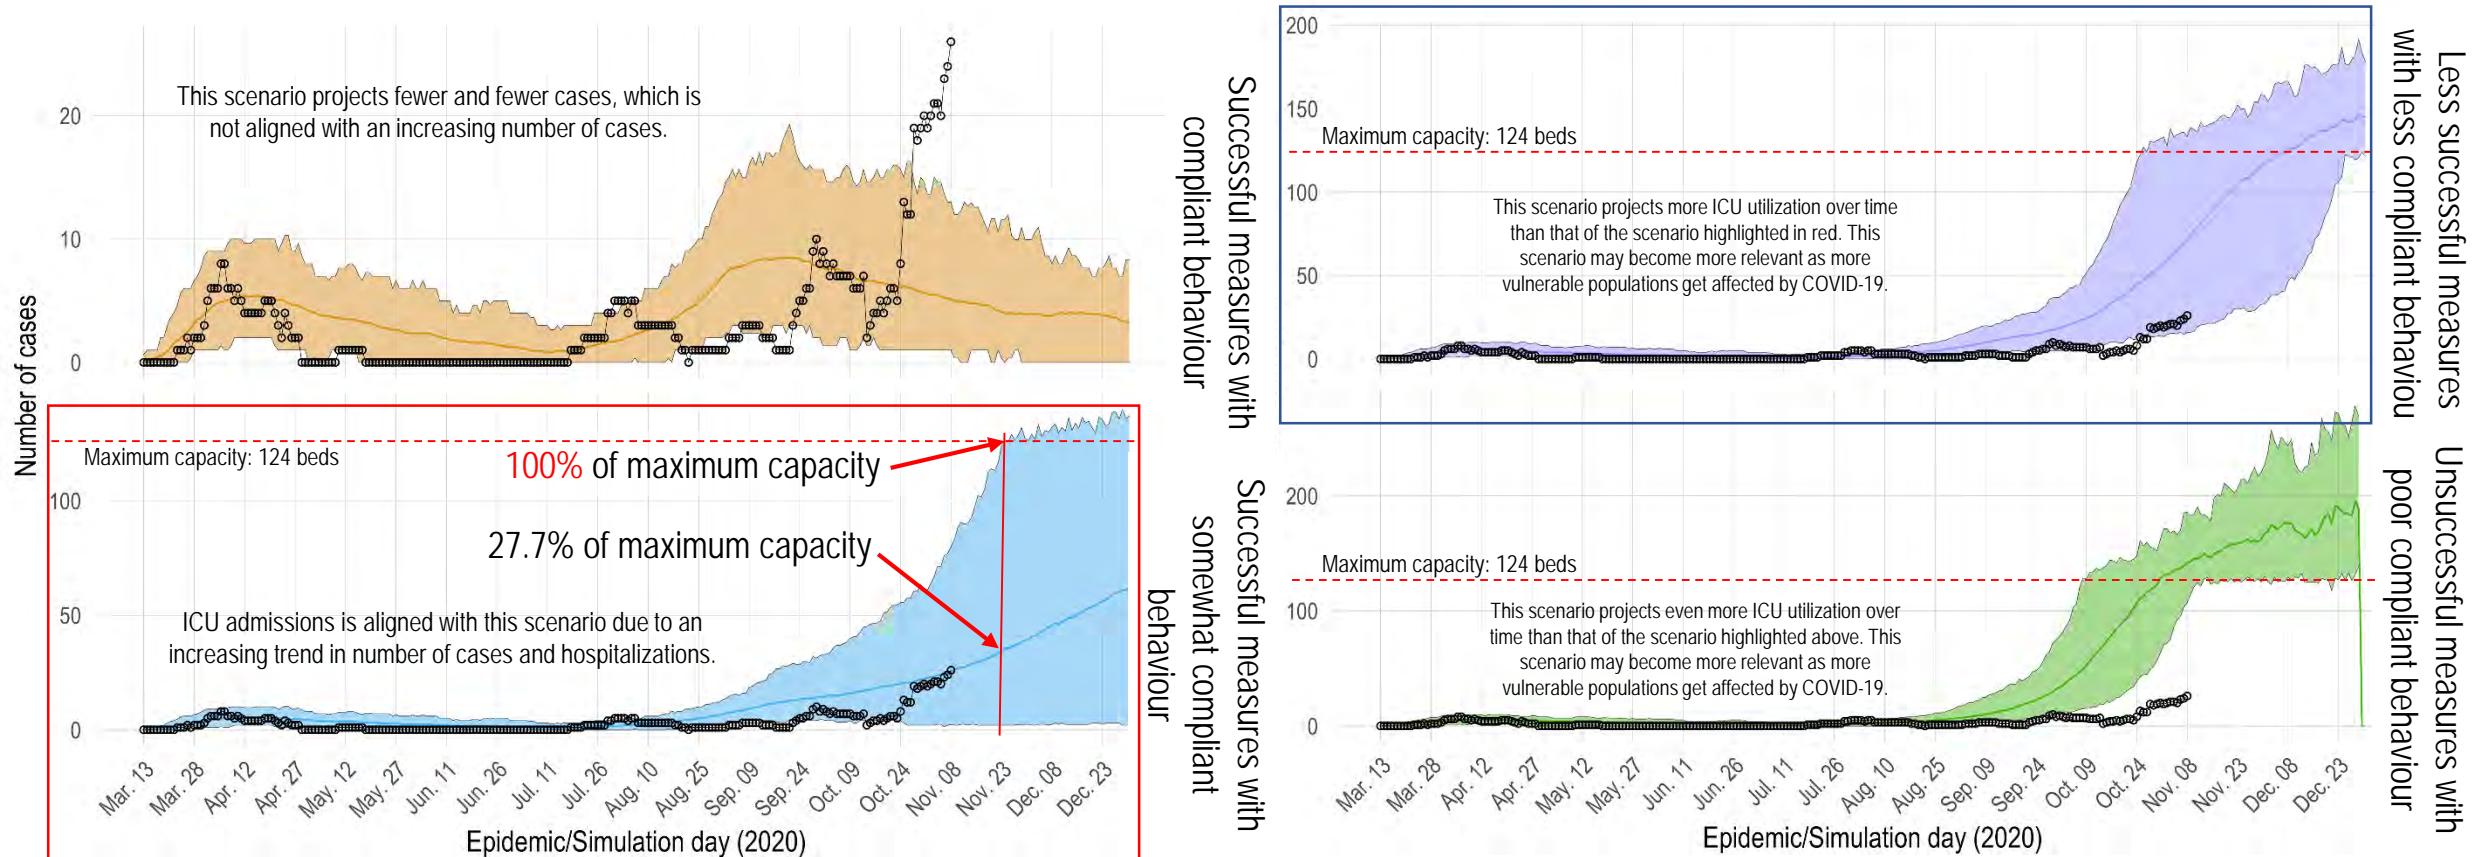 Number of cases
20
10
0
This scenario projects fewer and fewer cases, which is
not aligned with an increasing number of cases.
Successful measures with
compliant behaviour
200
150
100
50
0
Maximum capacity: 124 beds
This scenario projects more ICU utilization over time
than that of the scenario highlighted in red. This
scenario may become more relevant as more
vulnerable populations get affected by COVID-19.
Less successful measures
with less compliant behaviou
100
50
0
Maximum capacity: 124 beds
100% of maximum capacity
27.7% of maximum capacity
ICU admissions is aligned with this scenario due to an
increasing trend in number of cases and hospitalizations.
Successful measures with
somewhat compliant
behaviour
Mar. 13
Mar. 28
Apr. 12
Apr. 27
May. 12
May. 27
Jun. 11
Jun. 26
Jul. 11
Jul. 26
Aug. 10
Aug. 25
Sep. 09
Sep. 24
Oct. 09
Oct. 24
Nov. 08
Nov. 23
Dec. 08
Dec. 23
Epidemic/Simulation day (2020)
200
100
0
Maximum capacity: 124 beds
This scenario projects even more ICU utilization over
time than that of the scenario highlighted above. This
scenario may become more relevant as more
vulnerable populations get affected by COVID-19.
Unsuccessful measures with
poor compliant behaviour
Mar. 13
Mar. 28
Apr. 12
Apr. 27
May. 12
May. 27
Jun. 11
Jun. 26
Jul. 11
Jul. 26
Aug. 10
Aug. 25
Sep. 09
Sep. 24
Oct. 09
Oct. 24
Nov. 08
Nov. 23
Dec. 08
Dec. 23
Epidemic/Simulation day (2020)